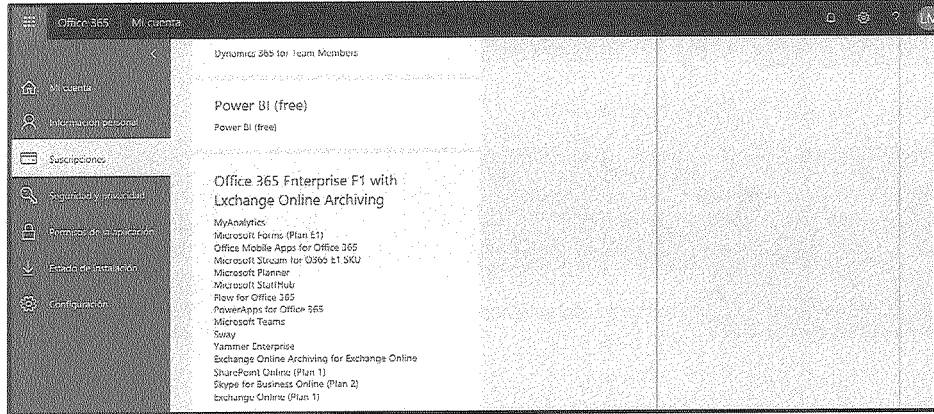 Office 365 Mi cuenta
?
LM
<
Mi cuenta
Información personal
Suscripciones
Seguridad y privacidad
Permisos de la aplicación
Estado de instalación
Configuración
Dynamics 365 for Team Members
Power BI (free)
Power BI (free)
Office 365 Enterprise E1 with
Exchange Online Archiving
MyAnalytics
Microsoft Forms (Plan E1)
Office Mobile Apps for Office 365
Microsoft Stream for O365 E1 SKU
Microsoft Planner
Microsoft StaffHub
Flow for Office 365
PowerApps for Office 365
Microsoft Teams
Sway
Yammer Enterprise
Exchange Online Archiving for Exchange Online
SharePoint Online (Plan 1)
Skype for Business Online (Plan 2)
Exchange Online (Plan 1)